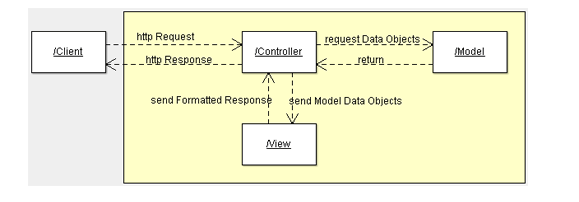 http Request
request Data Objects
/Client
/Controller
/Model
http Response
return
send Formatted Response
send Model Data Objects
/View